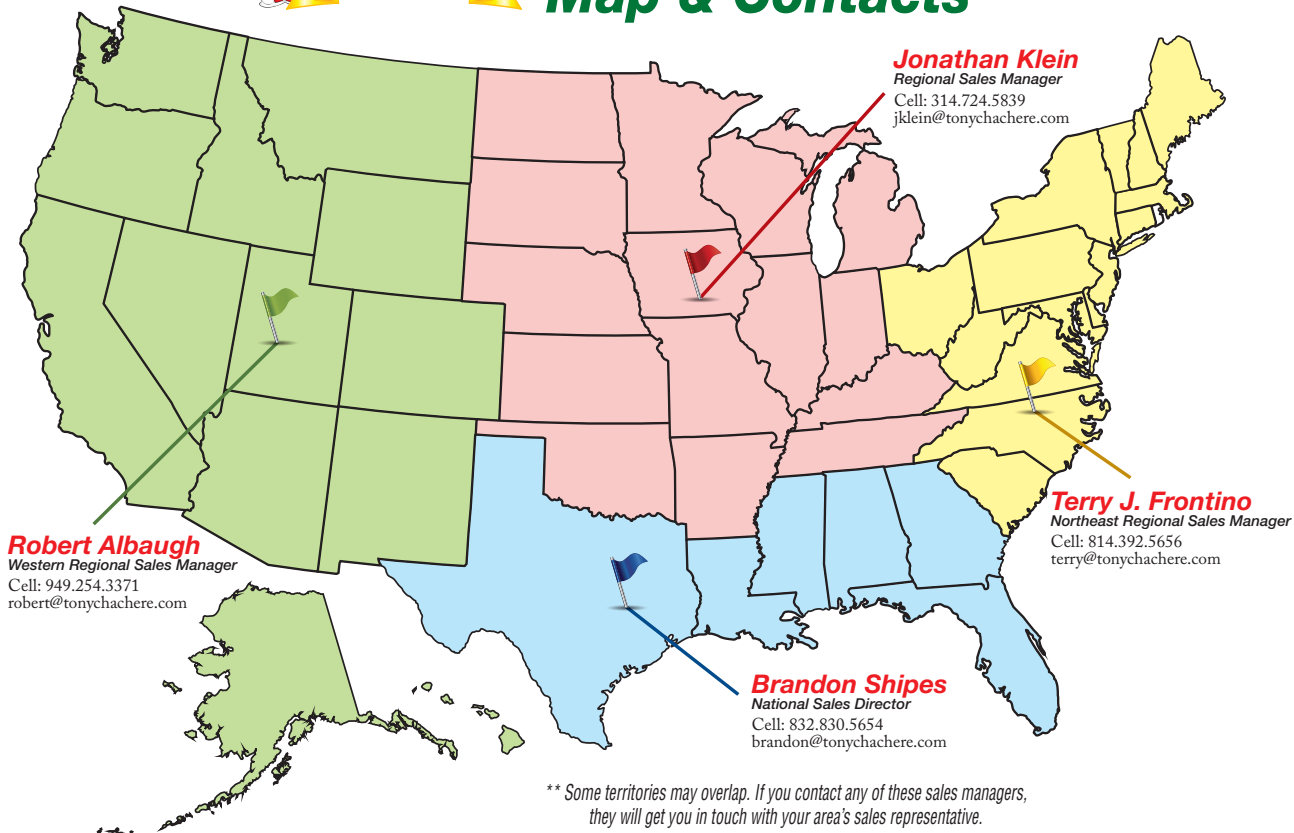 Map & Contacts
Jonathan Klein
Regional Sales Manager
Cell: 314.724.5839
jklein@tonychachere.com
Terry J. Frontino
Northeast Regional Sales Manager
Cell: 814.392.5656
terry@tonychachere.com
Robert Albaugh
Western Regional Sales Manager
Cell: 949.254.3371
robert@tonychachere.com
Brandon Shipes
National Sales Director
Cell: 832.830.5654
brandon@tonychachere.com
** Some territories may overlap. If you contact any of these sales managers,
they will get you in touch with your area's sales representative.